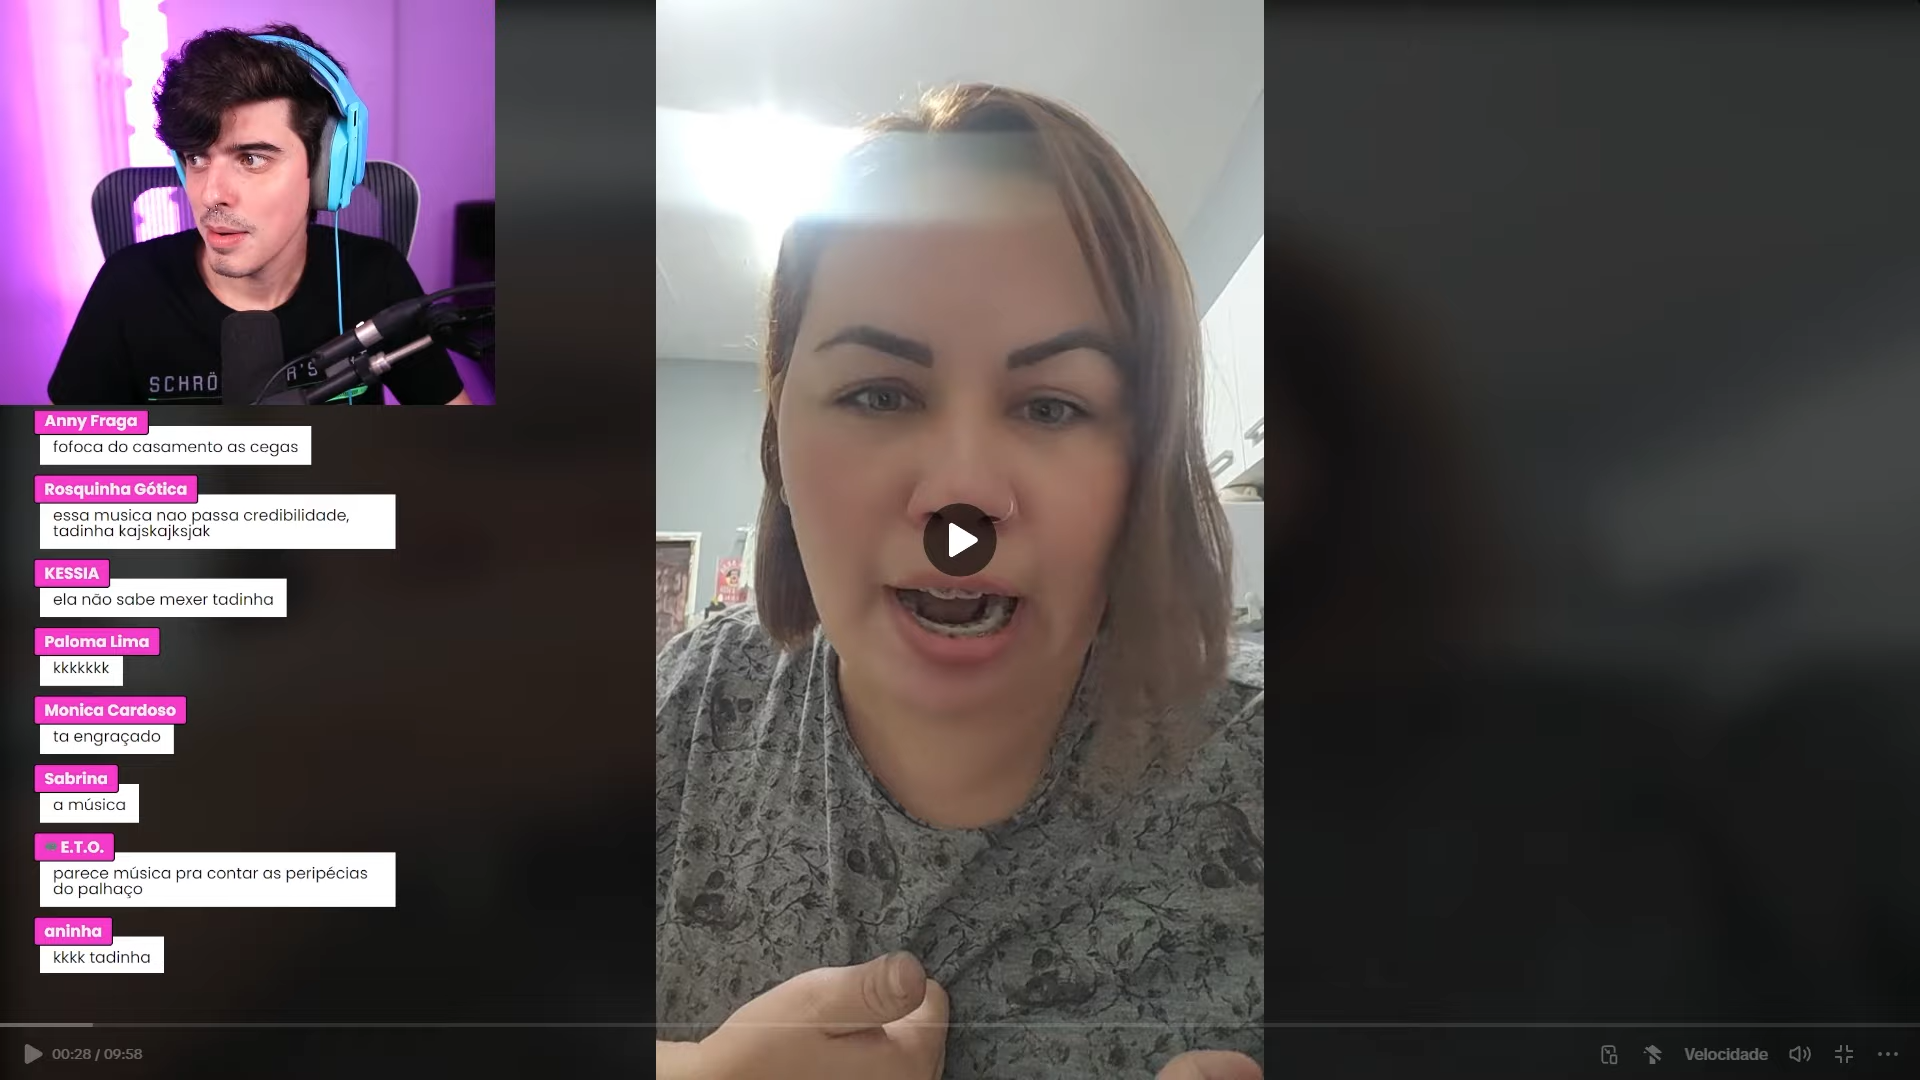 SCHRÖ
R'S
Anny Fraga
fofoca do casamento as cegas
Rosquinha Gótica
essa musica nao passa credibilidade,
tadinha kajskajksjak
KESSIA
ela não sabe mexer tadinha
Paloma Lima
kkkkkkk
Monica Cardoso
ta engraçado
Sabrina
a música
E.T.O.
parece música pra contar as peripécias
do palhaço
aninha
kkkk tadinha
00:28 / 09:58
Velocidade